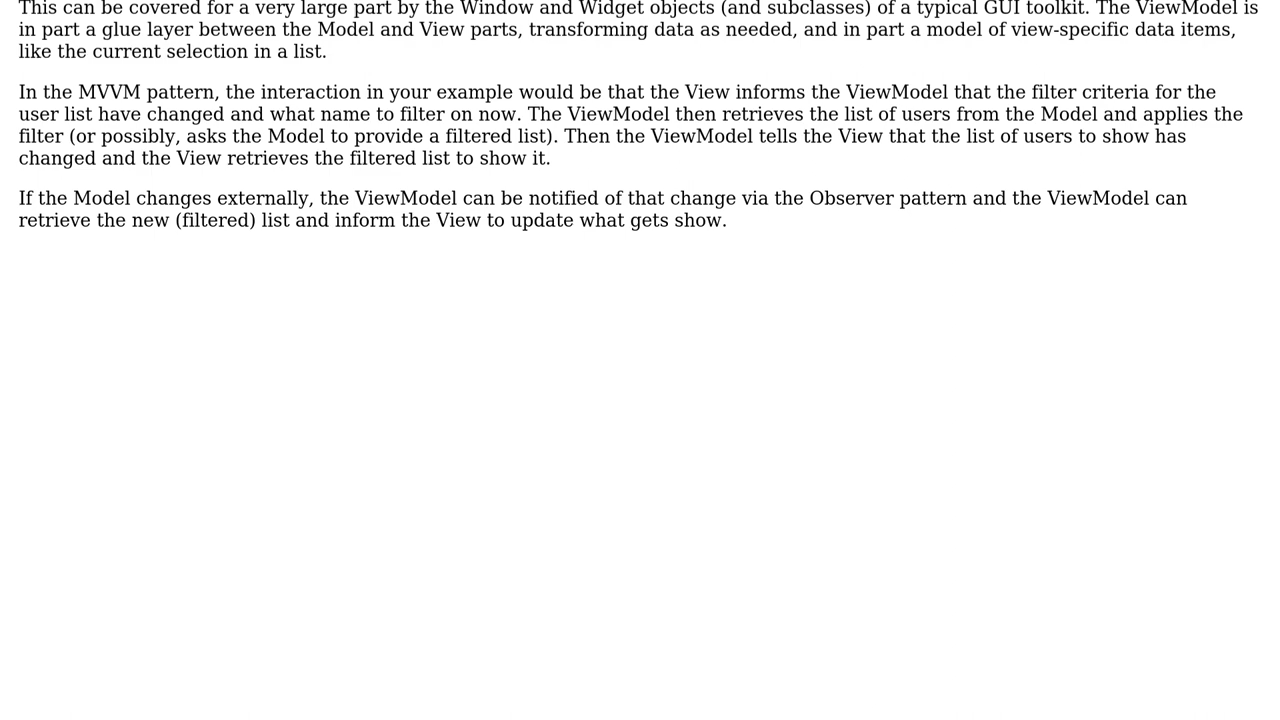 This can be covered for a very large part by the Window and Widget objects (and subclasses) of a typical GUI toolkit. The ViewModel is
in part a glue layer between the Model and View parts, transforming data as needed, and in part a model of view-specific data items,
like the current selection in a list.
In the MVVM pattern, the interaction in your example would be that the View informs the ViewModel that the filter criteria for the
user list have changed and what name to filter on now. The ViewModel then retrieves the list of users from the Model and applies the
filter (or possibly, asks the Model to provide a filtered list). Then the ViewModel tells the View that the list of users to show has
changed and the View retrieves the filtered list to show it.
If the Model changes externally, the ViewModel can be notified of that change via the Observer pattern and the ViewModel can
retrieve the new (filtered) list and inform the View to update what gets show.